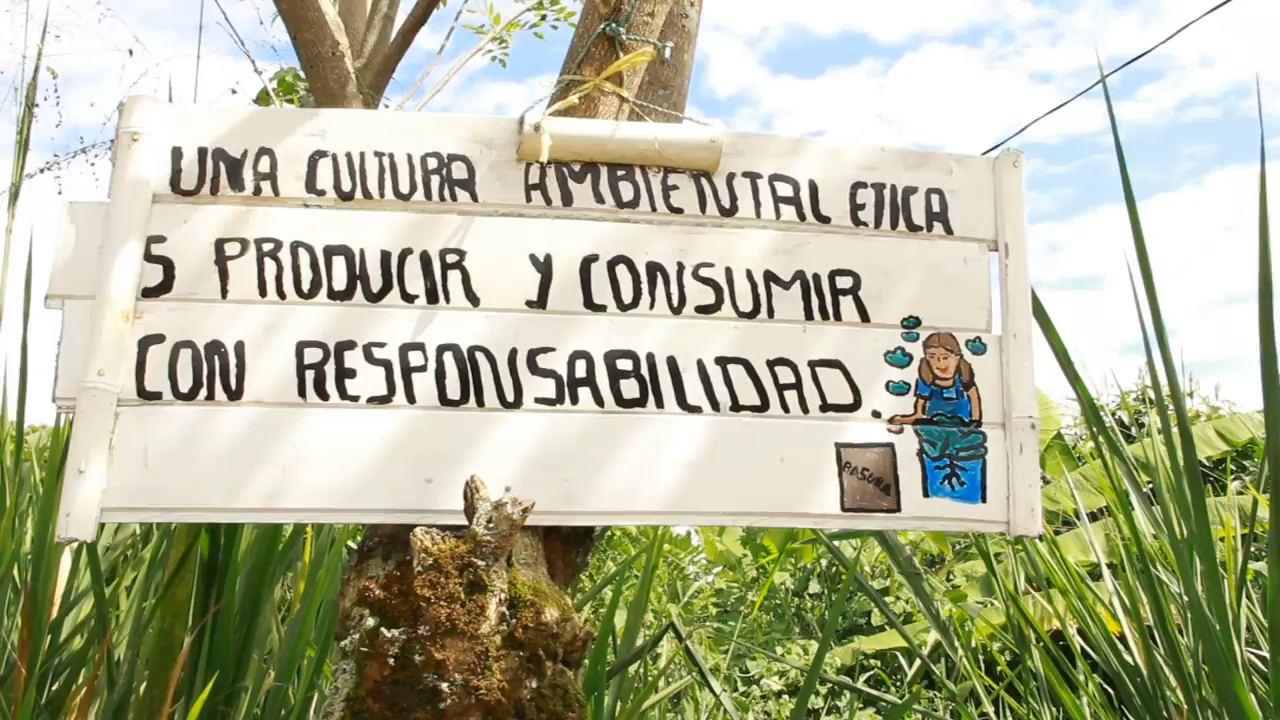 UNA CULTURA AMBIENTAL ETICA
S PRODUCIR Y CONSUMIR
CON RESPONSABILIDAD.
BASURA